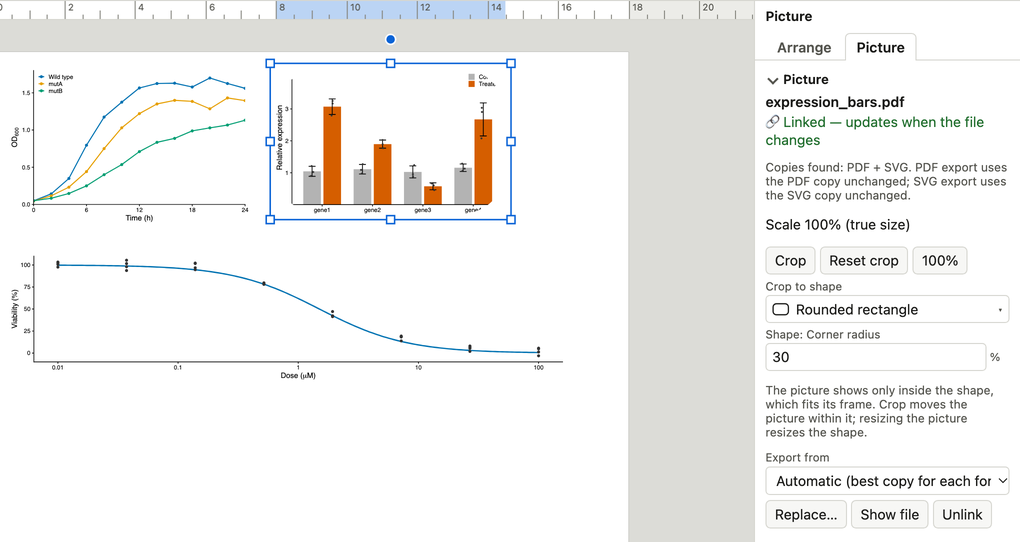 0 2 4 6 8 10 12 14 16 18 20
Picture
Arrange Picture
Picture
expression_bars.pdf
Linked — updates when the file
changes
Copies found: PDF + SVG. PDF export uses
the PDF copy unchanged; SVG export uses
the SVG copy unchanged.
Scale 100% (true size)
Crop Reset crop 100%
Crop to shape
Rounded rectangle
Shape: Corner radius
30 %
The picture shows only inside the shape,
which fits its frame. Crop moves the
picture within it; resizing the picture
resizes the shape.
Export from
Automatic (best copy for each for
Replace... Show file Unlink
Wild type
mutA
mutB
OD600
1.5
1.0
0.5
0.0
0 6 12 18 24
Time (h)
Relative expression
3
2
1
gene1 gene2 gene3
Viability (%)
100
75
50
25
0
0.01 0.1 1 10 100
Dose (μM)